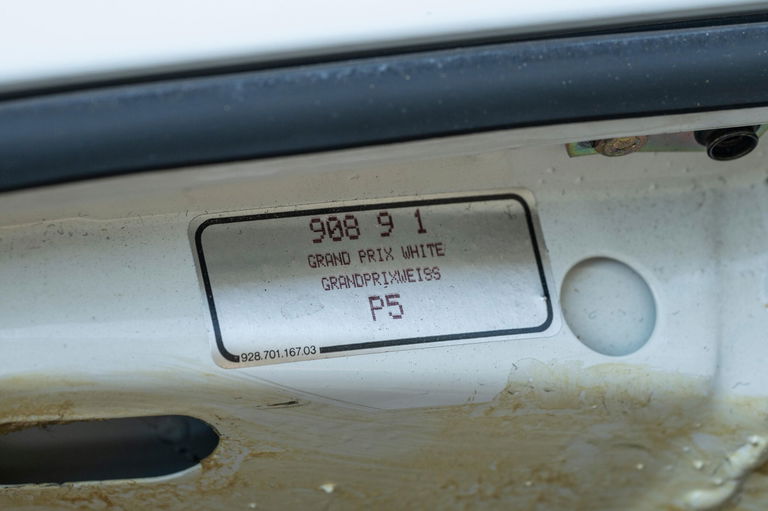 908 9 1
GRAND PRIX WHITE
GRANDPRIXWEISS
P5
928.701.167.03